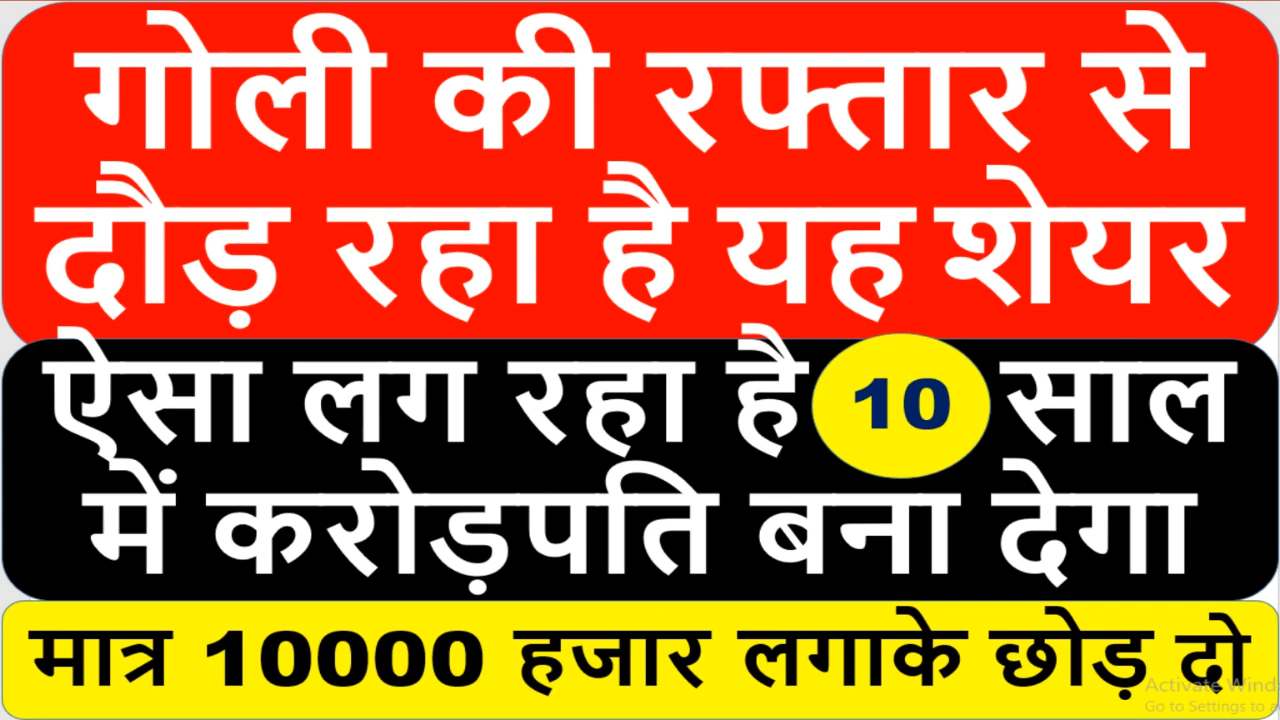 गोली की रफ्तार से
दौड़ रहा है यह शेयर
ऐसा लग रहा है 10 साल
में करोड़पति बना देगा
मात्र 10000 हजार लगाके छोड़ दो
Activate Wind
Go to Settings to a